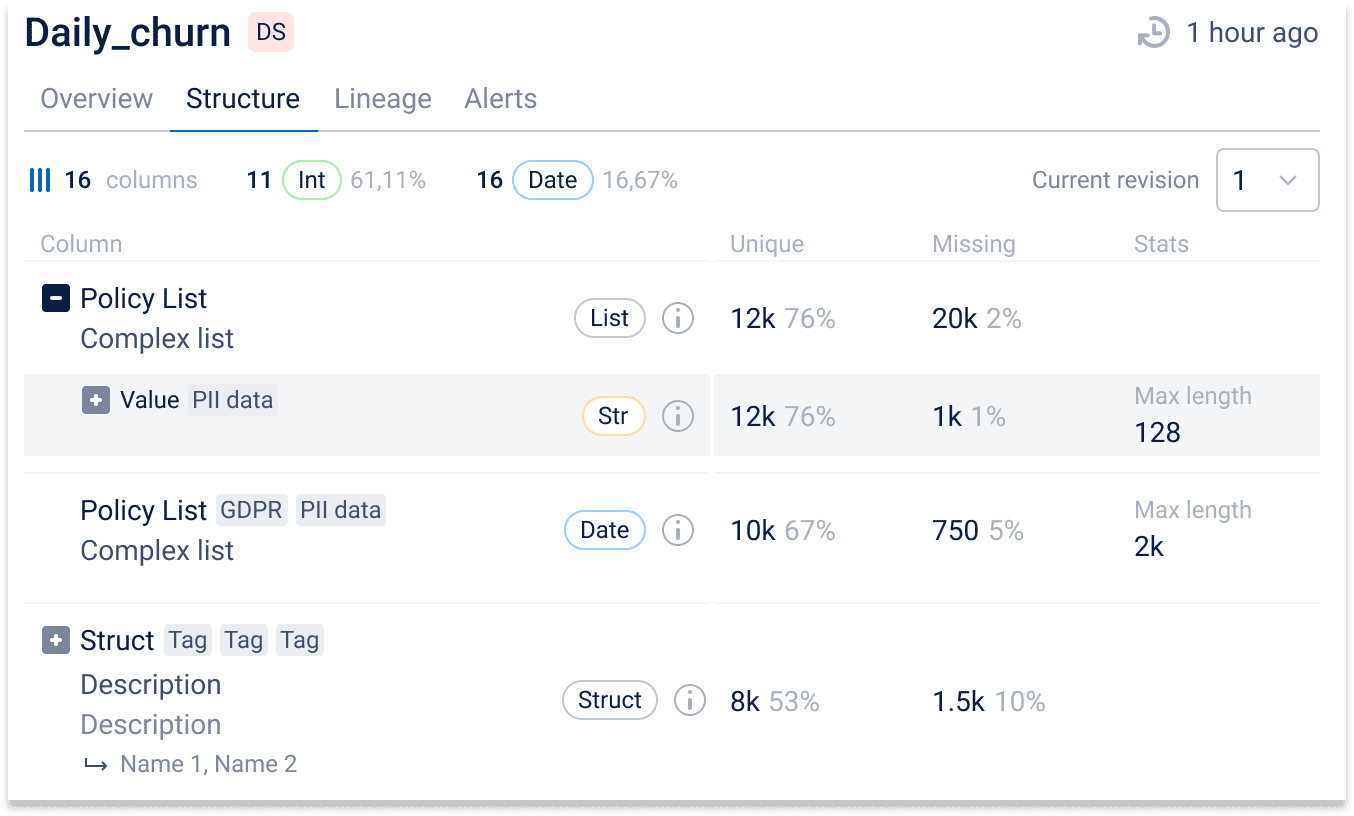 Daily_churn DS 1 hour ago
Overview Structure Lineage Alerts
16 columns 11 Int 61,11% 16 Date 16,67% Current revision 1
Column Unique Missing Stats
Policy List
Complex list
List 12k 76% 20k 2%
Value PII data
Str 12k 76% 1k 1%
Max length
128
Policy List GDPR PII data
Complex list
Date 10k 67% 750 5%
Max length
2k
Struct Tag Tag Tag
Description
Description
Name 1, Name 2
Struct 8k 53% 1.5k 10%